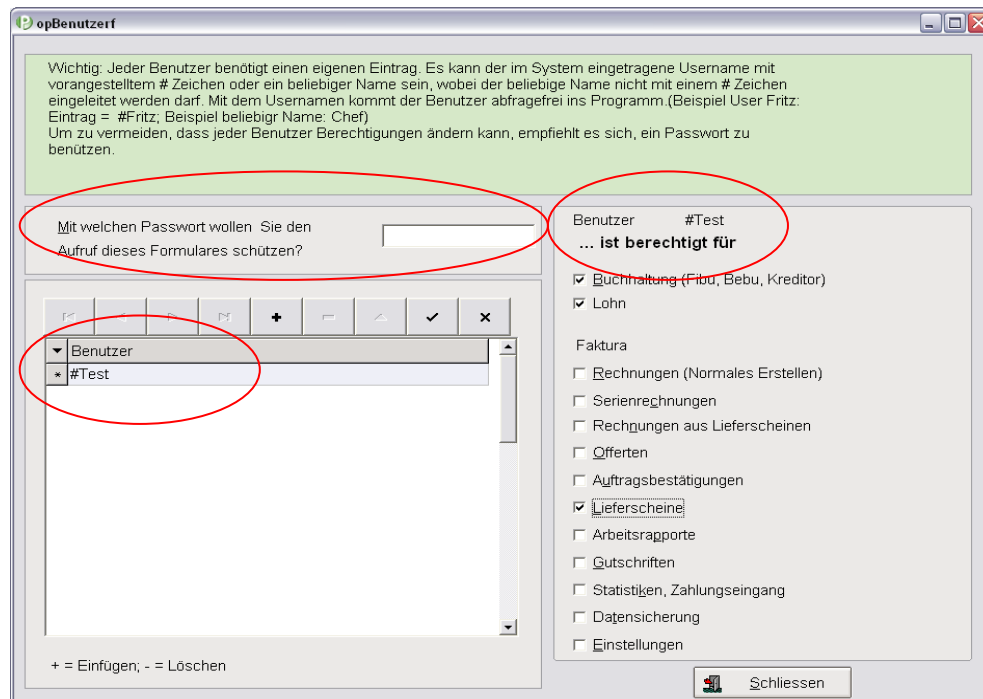 opBenutzerf
Wichtig: Jeder Benutzer benötigt einen eigenen Eintrag. Es kann der im System eingetragene Username mit
vorangestelltem # Zeichen oder ein beliebiger Name sein, wobei der beliebige Name nicht mit einem # Zeichen
eingeleitet werden darf. Mit dem Usernamen kommt der Benutzer abfragefrei ins Programm.(Beispiel User Fritz:
Eintrag = #Fritz; Beispiel beliebigr Name: Chef)
Um zu vermeiden, dass jeder Benutzer Berechtigungen ändern kann, empfiehlt es sich, ein Passwort zu
benützen.
Mit welchen Passwort wollen Sie den
Aufruf dieses Formulares schützen?
Benutzer
#Test
+ = Einfügen; - = Löschen
Benutzer #Test
... ist berechtigt für
Buchhaltung (Fibu, Bebu, Kreditor)
Lohn
Faktura
Rechnungen (Normales Erstellen)
Serienrechnungen
Rechnungen aus Lieferscheinen
Offerten
Auftragsbestätigungen
Lieferscheine
Arbeitsrapporte
Gutschriften
Statistiken, Zahlungseingang
Datensicherung
Einstellungen
Schliessen